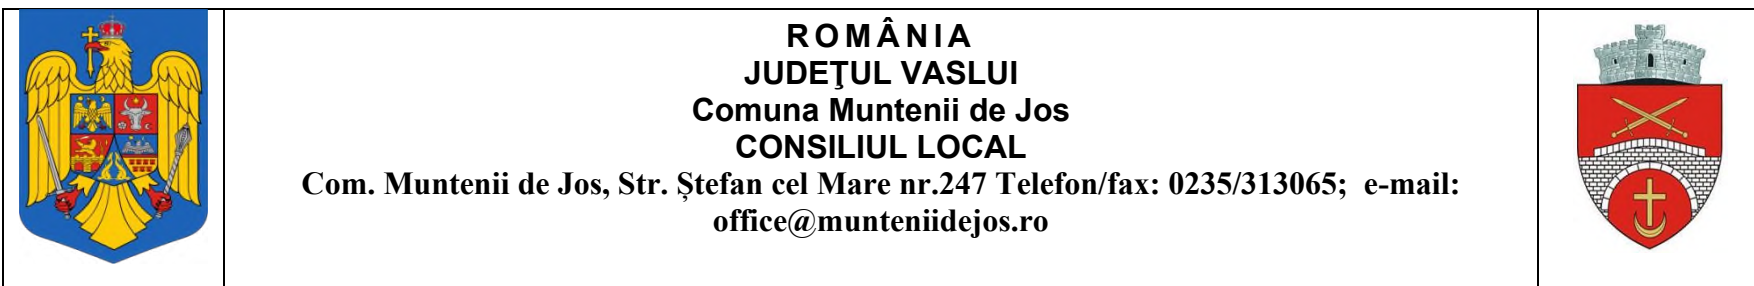 ROMÂNIA
JUDEŢUL VASLUI
Comuna Muntenii de Jos
CONSILIUL LOCAL
Com. Muntenii de Jos, Str. Ștefan cel Mare nr.247 Telefon/fax: 0235/313065; e-mail:
office@munteniidejos.ro